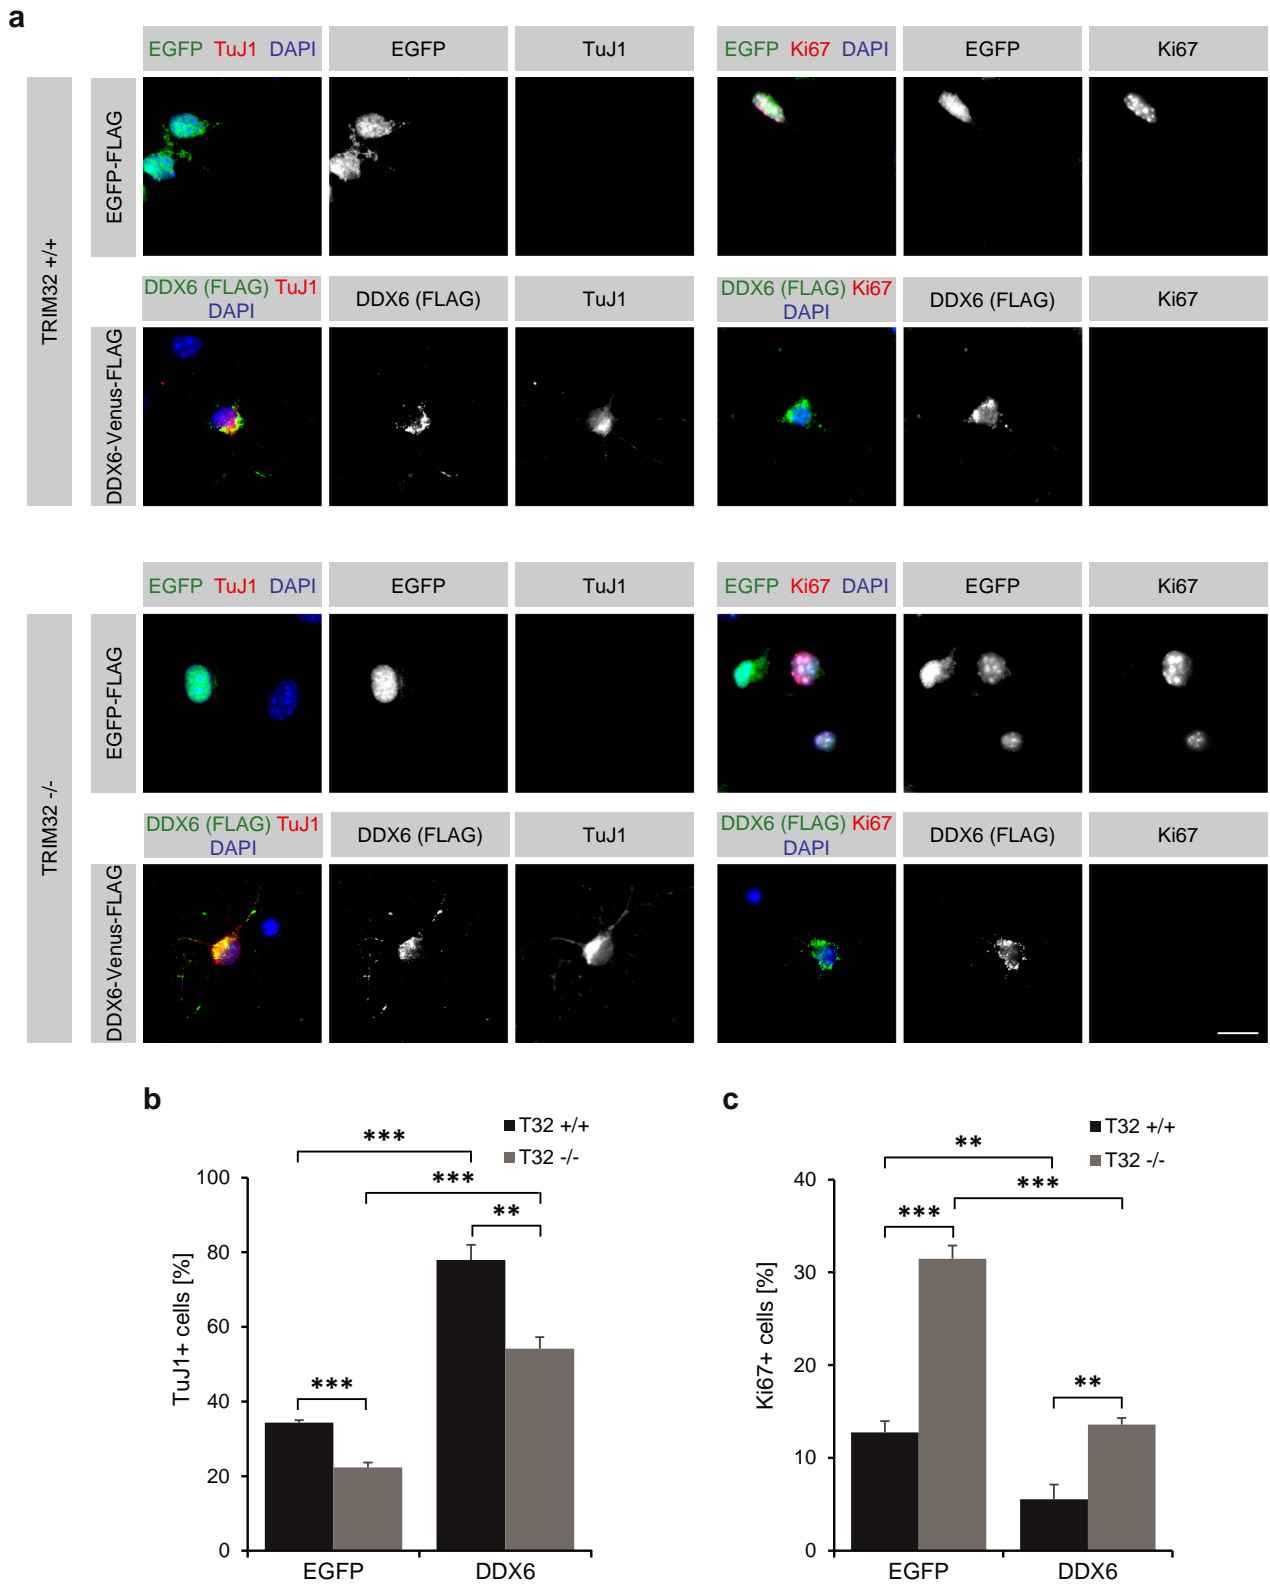 a
EGFP TuJ1 DAPI
EGFP
TuJ1
EGFP Ki67 DAPI
EGFP
Ki67
TRIM32 +/+
EGFP-FLAG
DDX6 (FLAG) TuJ1
DAPI
DDX6 (FLAG)
TuJ1
DDX6 (FLAG) Ki67
DAPI
DDX6 (FLAG)
Ki67
DDX6-Venus-FLAG
EGFP TuJ1 DAPI
EGFP
TuJ1
EGFP Ki67 DAPI
EGFP
Ki67
TRIM32 -/-
EGFP-FLAG
DDX6 (FLAG) TuJ1
DAPI
DDX6 (FLAG)
TuJ1
DDX6 (FLAG) Ki67
DAPI
DDX6 (FLAG)
Ki67
DDX6-Venus-FLAG
b
T32 +/+
T32 -/-
***
***
**
***
TuJ1+ cells [%]
100
80
60
40
20
0
EGFP
DDX6
c
T32 +/+
T32 -/-
**
***
***
**
Ki67+ cells [%]
40
30
20
10
0
EGFP
DDX6